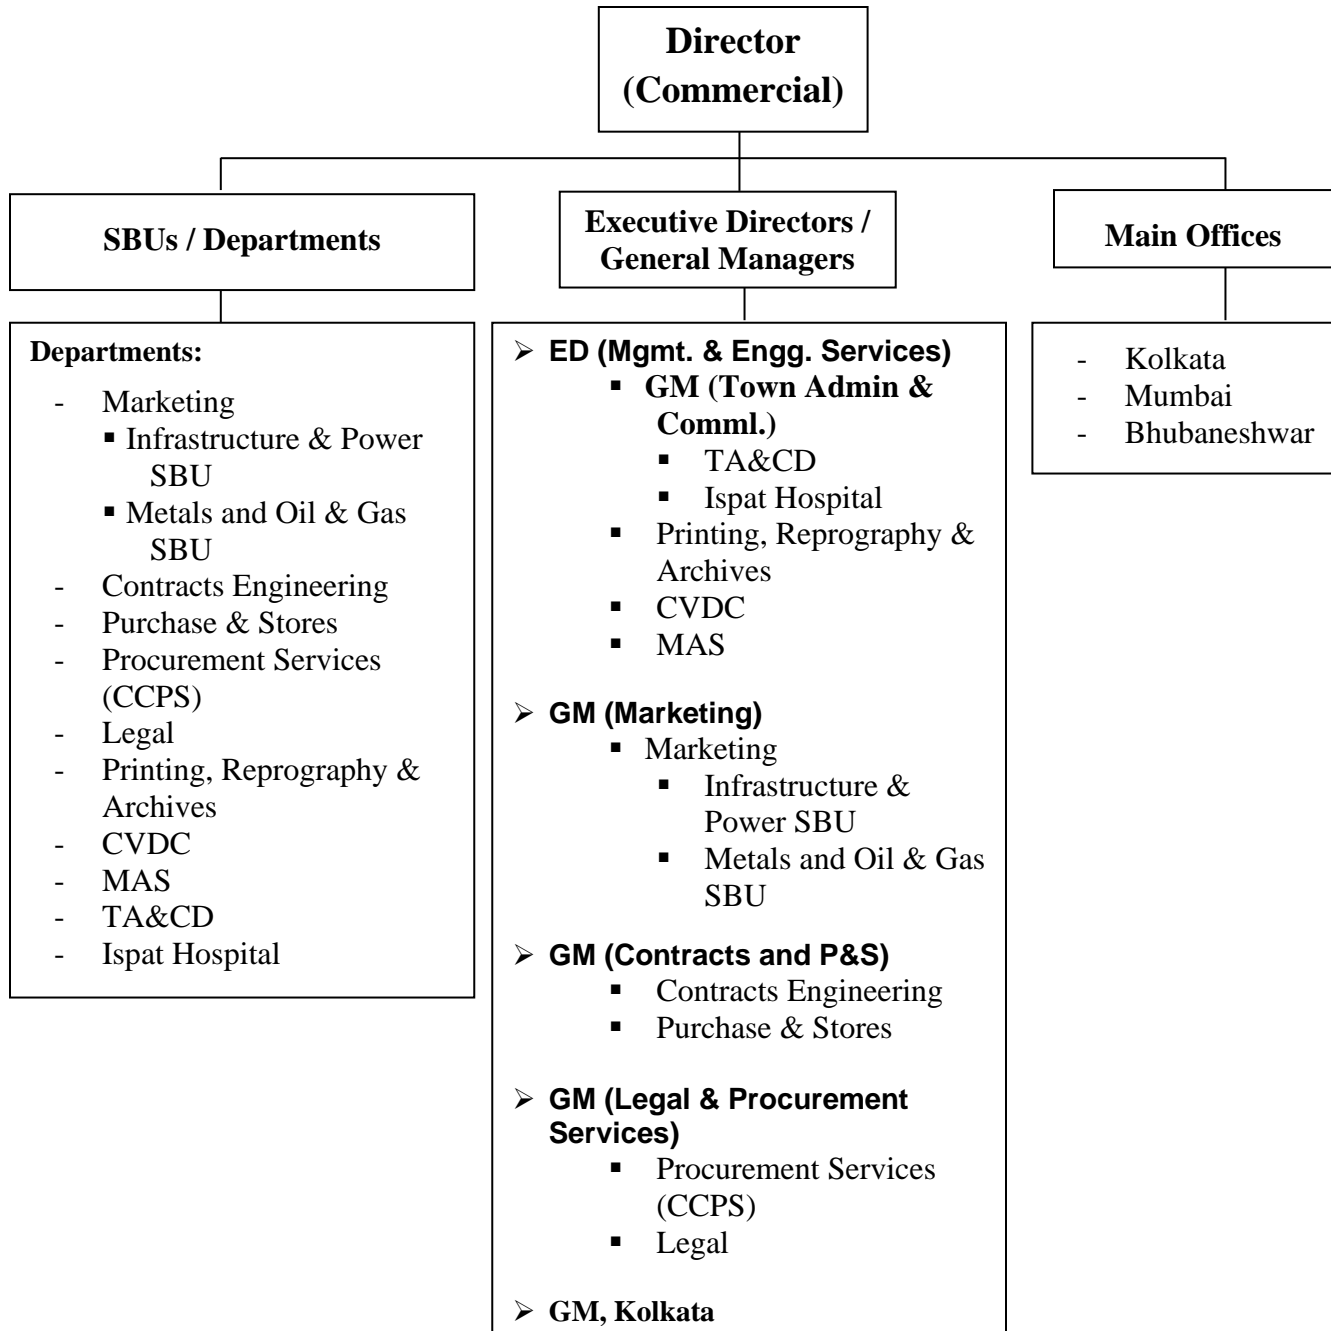 Director
(Commercial)
SBUs / Departments
Executive Directors /
General Managers
Main Offices
Departments:
- Marketing
▪ Infrastructure & Power
SBU
▪ Metals and Oil & Gas
SBU
- Contracts Engineering
- Purchase & Stores
- Procurement Services
(CCPS)
- Legal
- Printing, Reprography &
Archives
- CVDC
- MAS
- TA&CD
- Ispat Hospital
➢ ED (Mgmt. & Engg. Services)
▪ GM (Town Admin &
Comml.)
▪ TA&CD
▪ Ispat Hospital
▪ Printing, Reprography &
Archives
▪ CVDC
▪ MAS
➢ GM (Marketing)
▪ Marketing
▪ Infrastructure &
Power SBU
▪ Metals and Oil & Gas
SBU
➢ GM (Contracts and P&S)
▪ Contracts Engineering
▪ Purchase & Stores
➢ GM (Legal & Procurement
Services)
▪ Procurement Services
(CCPS)
▪ Legal
➢ GM, Kolkata
- Kolkata
- Mumbai
- Bhubaneshwar